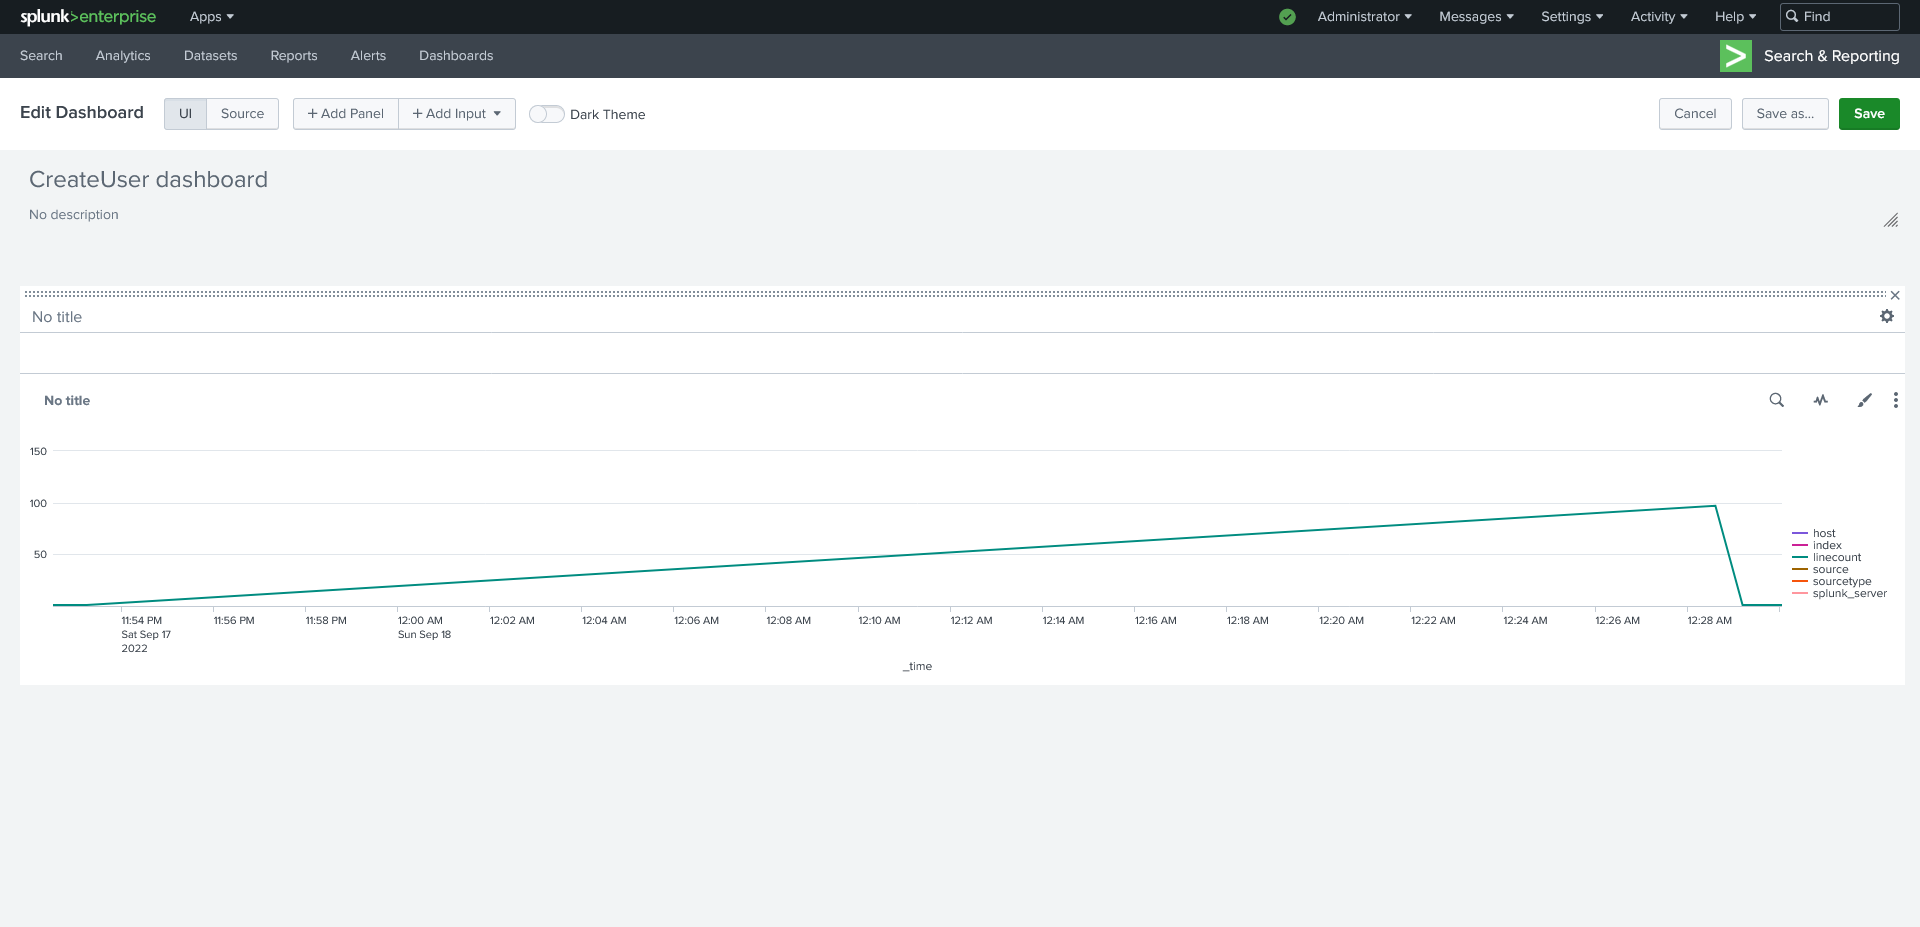 splunk>enterprise Apps Administrator Messages Settings Activity Help Find
Search Analytics Datasets Reports Alerts Dashboards Search & Reporting
Edit Dashboard UI Source + Add Panel + Add Input Dark Theme Cancel Save as... Save
CreateUser dashboard
No description
No title
No title
150
100
50
host
index
linecount
source
sourcetype
splunk_server
11:54 PM 11:56 PM 11:58 PM 12:00 AM 12:02 AM 12:04 AM 12:06 AM 12:08 AM 12:10 AM 12:12 AM 12:14 AM 12:16 AM 12:18 AM 12:20 AM 12:22 AM 12:24 AM 12:26 AM 12:28 AM
Sat Sep 17 Sun Sep 18
2022
_time